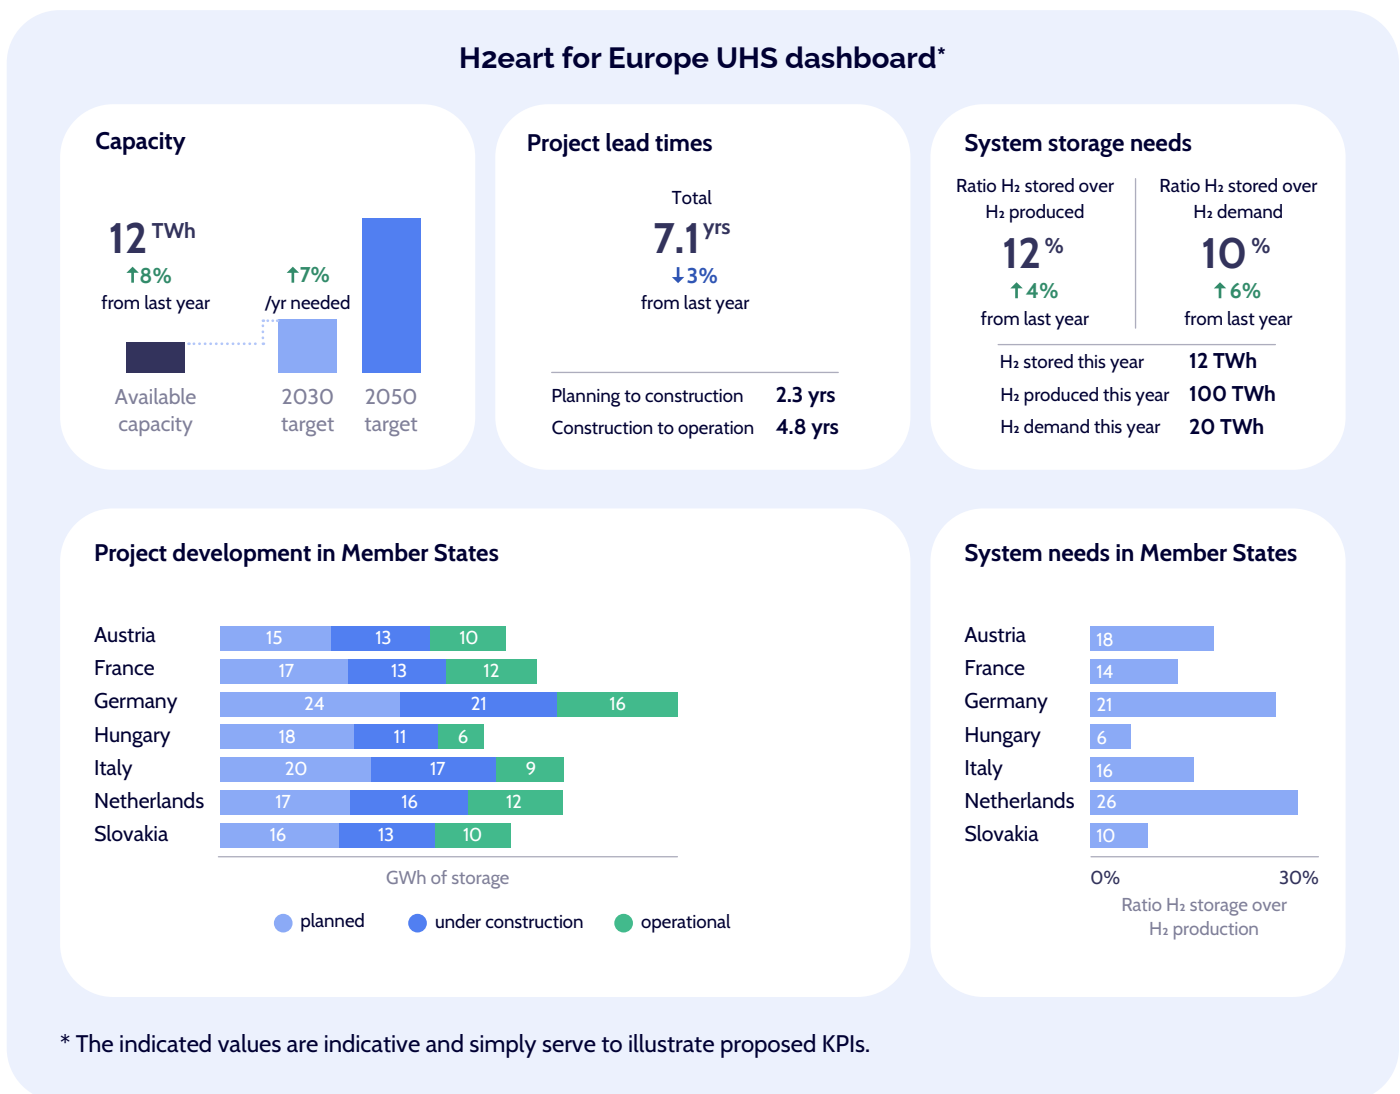 H2eart for Europe UHS dashboard*
Capacity
12 TWh
↑8%
from last year
↑7%
/yr needed
Available
capacity
2030
target
2050
target
Project lead times
Total
7.1 yrs
↓3%
from last year
Planning to construction 2.3 yrs
Construction to operation 4.8 yrs
System storage needs
Ratio H₂ stored over
H₂ produced
12 %
↑4%
from last year
Ratio H₂ stored over
H₂ demand
10 %
↑6%
from last year
H₂ stored this year 12 TWh
H₂ produced this year 100 TWh
H₂ demand this year 20 TWh
Project development in Member States
Austria 15 13 10
France 17 13 12
Germany 24 21 16
Hungary 18 11 6
Italy 20 17 9
Netherlands 17 16 12
Slovakia 16 13 10
GWh of storage
planned under construction operational
System needs in Member States
Austria 18
France 14
Germany 21
Hungary 6
Italy 16
Netherlands 26
Slovakia 10
0% 30%
Ratio H₂ storage over
H₂ production
* The indicated values are indicative and simply serve to illustrate proposed KPIs.